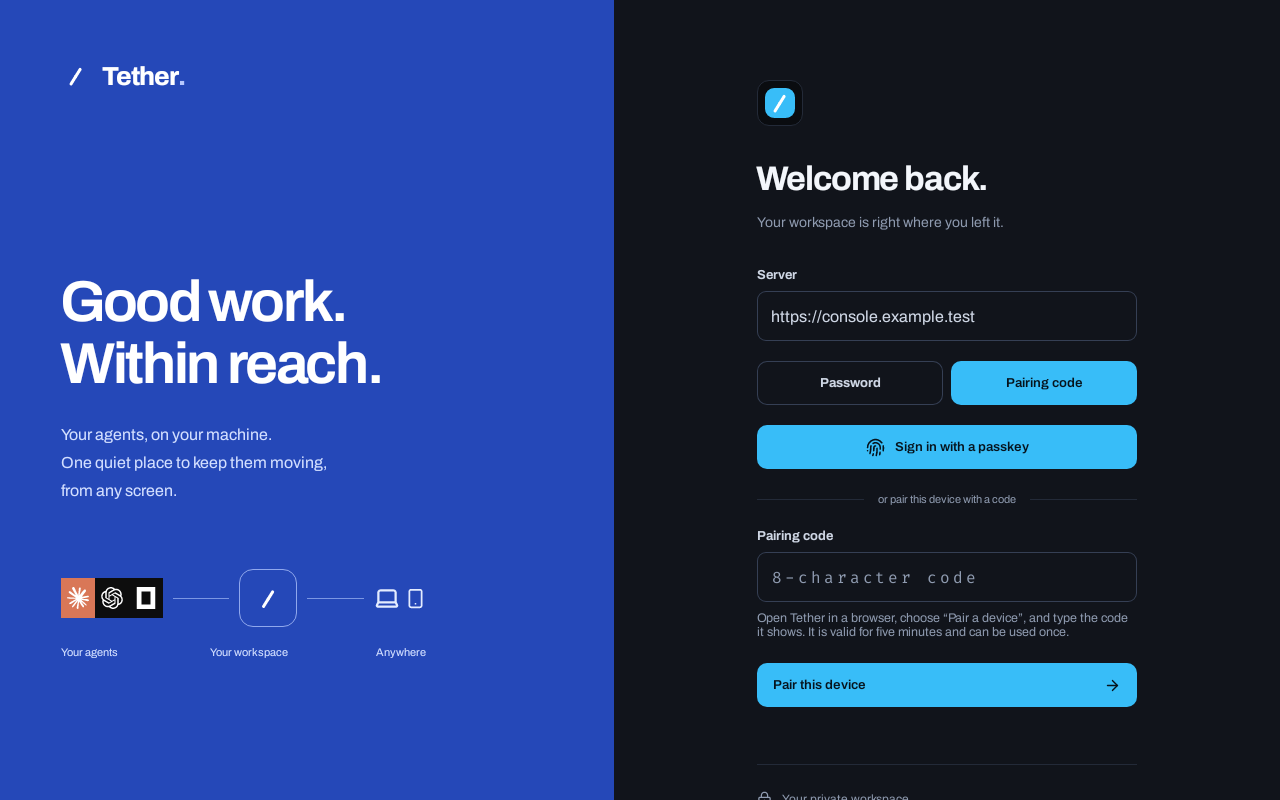 Tether.
Good work.
Within reach.
Your agents, on your machine.
One quiet place to keep them moving,
from any screen.
Your agents
Your workspace
Anywhere
Welcome back.
Your workspace is right where you left it.
Server
https://console.example.test
Password
Pairing code
Sign in with a passkey
or pair this device with a code
Pairing code
8-character code
Open Tether in a browser, choose “Pair a device”, and type the code
it shows. It is valid for five minutes and can be used once.
Pair this device
Your private workspace